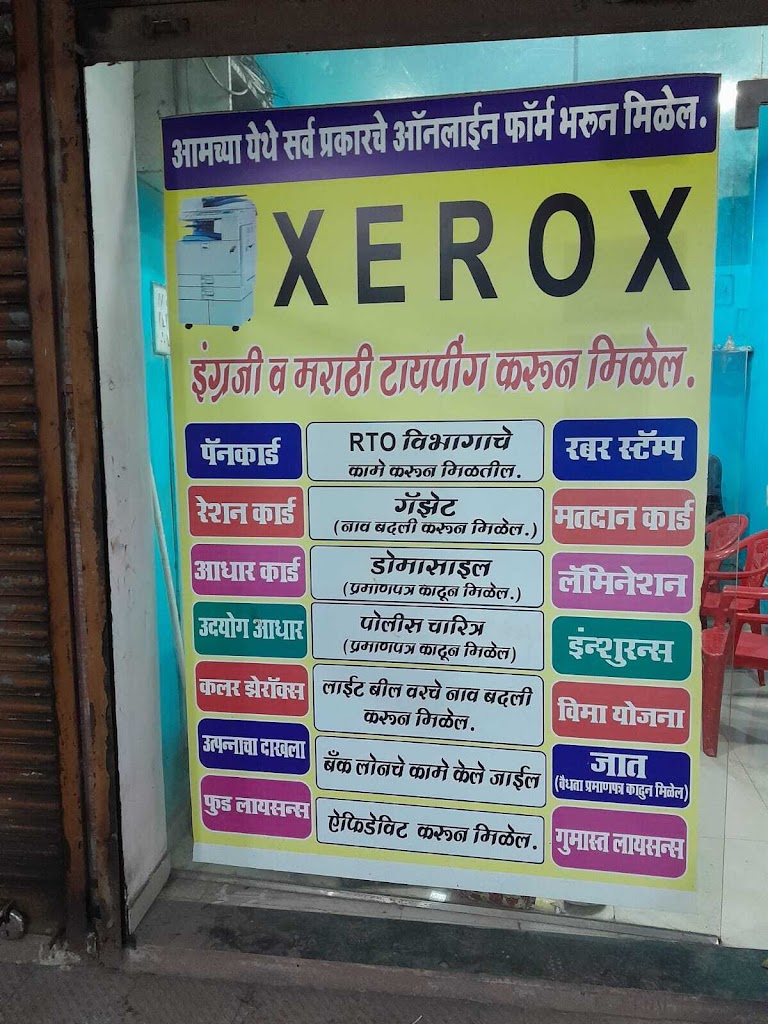 आमच्या येथे सर्व प्रकारचे ऑनलाईन फॉर्म भरून मिळेल.
XEROX
इंग्रजी व मराठी टायपींग करून मिळेल.
पॅनकार्ड
रेशन कार्ड
आधार कार्ड
उदयोग आधार
कलर झेरॉक्स
उत्पन्नाचा दाखला
फुड लायसन्स
RTO विभागाचे
कामे करून मिळतील.
गॅझेट
(नाव बदली करून मिळेल.)
डोमासाइल
(प्रमाणपत्र काढून मिळेल.)
पोलीस चारित्र
(प्रमाणपत्र काढून मिळेल)
लाईट बील वरचे नाव बदली
करून मिळेल.
बँक लोनचे कामे केले जाईल
ऐफिडेविट करून मिळेल.
रबर स्टॅम्प
मतदान कार्ड
लॅमिनेशन
इंन्शुरन्स
विमा योजना
जात
(वैधता प्रमाणपत्र काढुन मिळेल)
गुमास्त लायसन्स